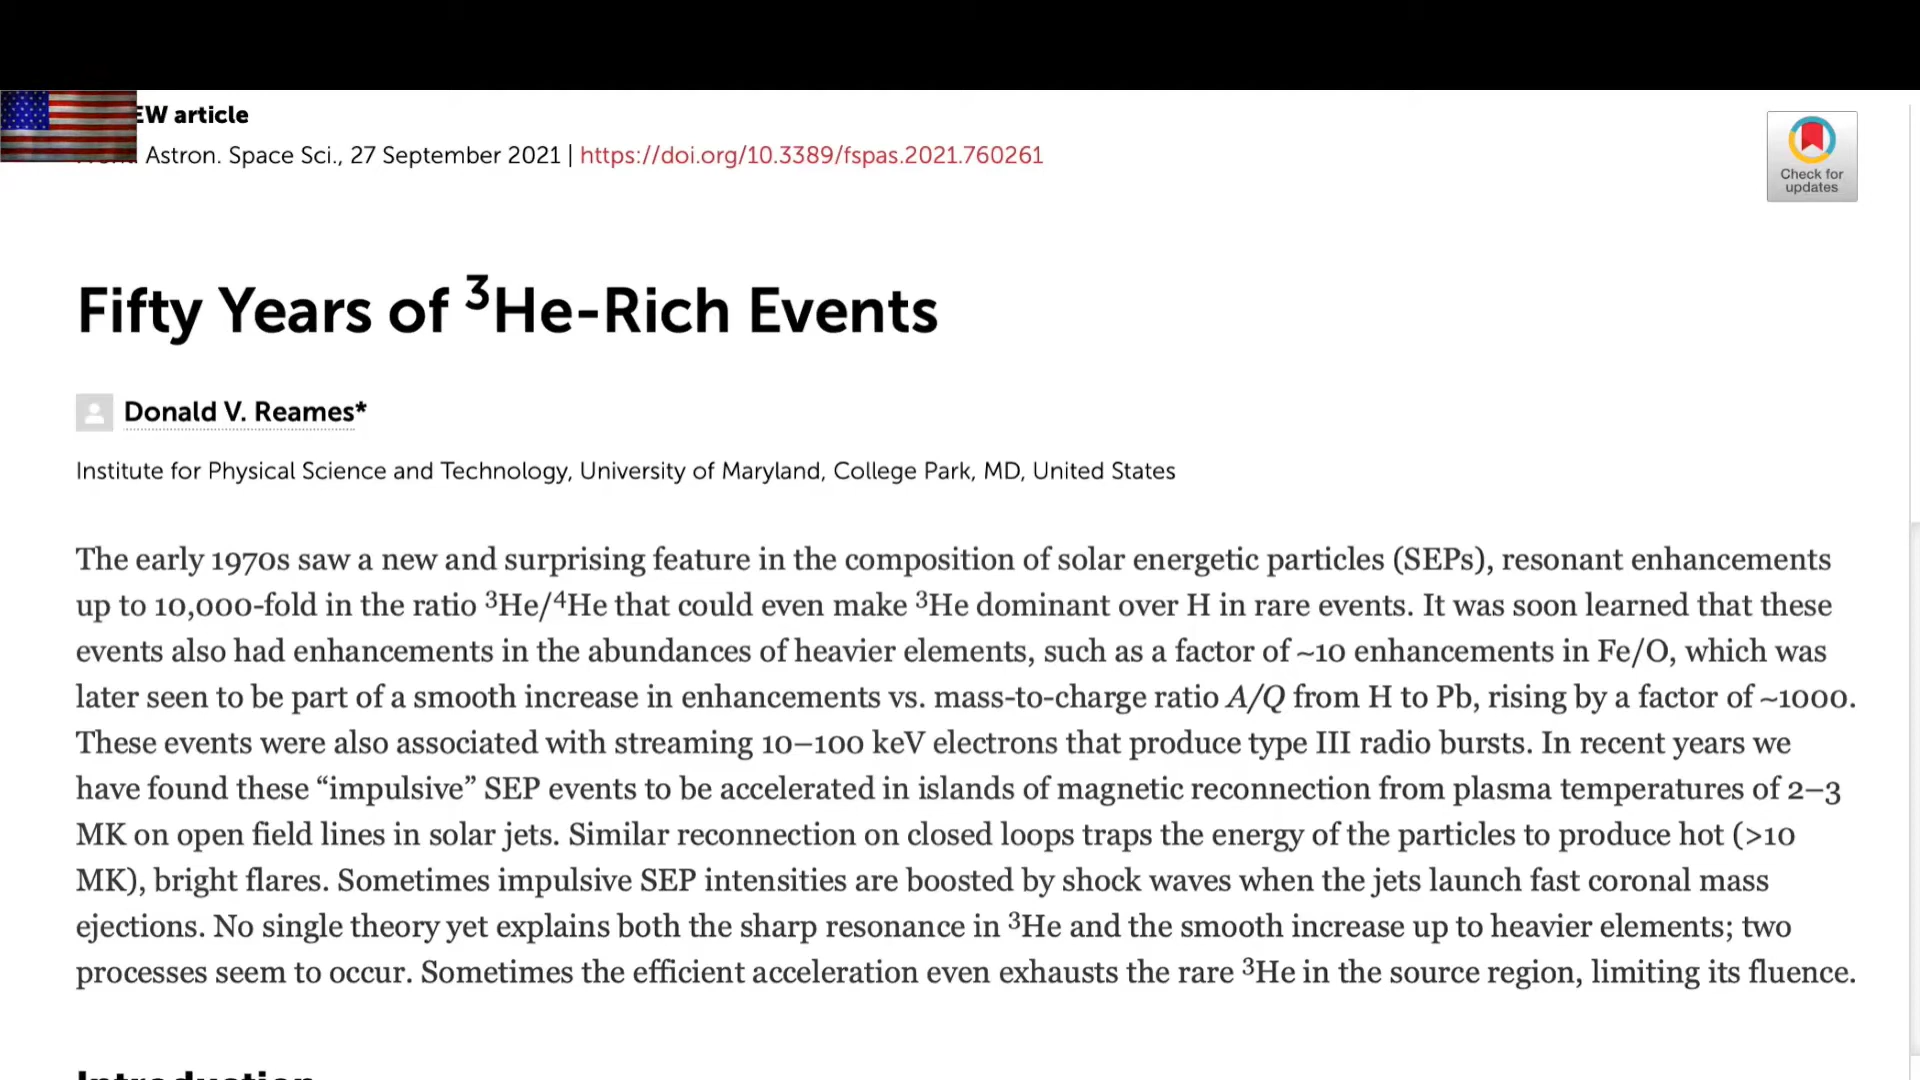 EW article
Astron. Space Sci., 27 September 2021 | https://doi.org/10.3389/fspas.2021.760261
Check for
updates
Fifty Years of ³He-Rich Events
Donald V. Reames*
Institute for Physical Science and Technology, University of Maryland, College Park, MD, United States
The early 1970s saw a new and surprising feature in the composition of solar energetic particles (SEPs), resonant enhancements
up to 10,000-fold in the ratio ³He/⁴He that could even make ³He dominant over H in rare events. It was soon learned that these
events also had enhancements in the abundances of heavier elements, such as a factor of ~10 enhancements in Fe/O, which was
later seen to be part of a smooth increase in enhancements vs. mass-to-charge ratio A/Q from H to Pb, rising by a factor of ~1000.
These events were also associated with streaming 10–100 keV electrons that produce type III radio bursts. In recent years we
have found these “impulsive” SEP events to be accelerated in islands of magnetic reconnection from plasma temperatures of 2–3
MK on open field lines in solar jets. Similar reconnection on closed loops traps the energy of the particles to produce hot (>10
MK), bright flares. Sometimes impulsive SEP intensities are boosted by shock waves when the jets launch fast coronal mass
ejections. No single theory yet explains both the sharp resonance in ³He and the smooth increase up to heavier elements; two
processes seem to occur. Sometimes the efficient acceleration even exhausts the rare ³He in the source region, limiting its fluence.